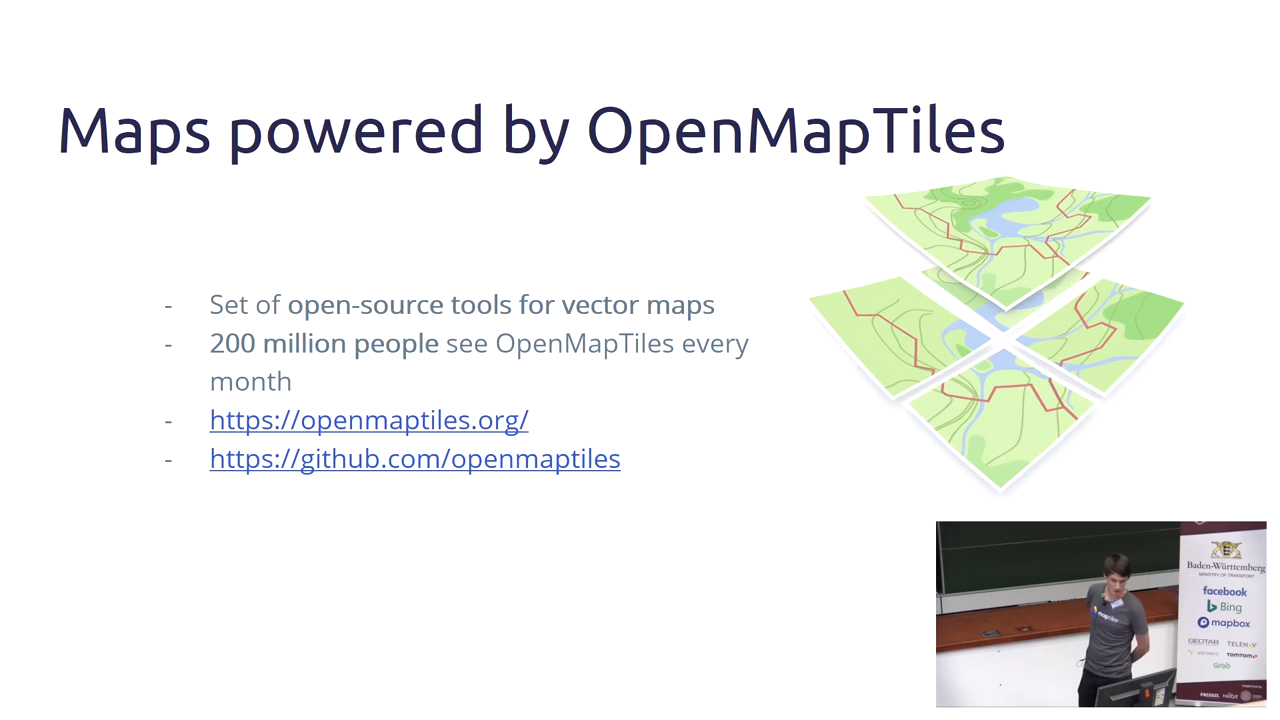 Maps powered by OpenMapTiles
- Set of open-source tools for vector maps
- 200 million people see OpenMapTiles every
month
- https://openmaptiles.org/
- https://github.com/openmaptiles
Baden-Württemberg
MINISTRY OF TRANSPORT
facebook
Bing
mapbox
GEOTAB TELENAV
TOMTOM
Grab